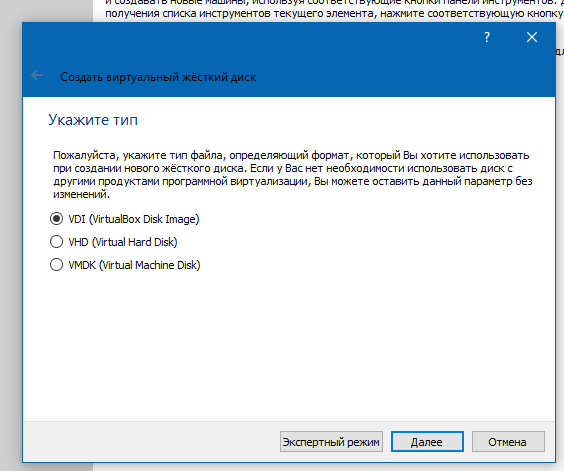 и создавать новые машины, используя соответствующие кнопки панели инструментов. Д
получения списка инструментов текущего элемента, нажмите соответствующую кнопку
?
Создать виртуальный жёсткий диск
Укажите тип
Пожалуйста, укажите тип файла, определяющий формат, который Вы хотите использовать
при создании нового жёсткого диска. Если у Вас нет необходимости использовать диск с
другими продуктами программной виртуализации, Вы можете оставить данный параметр без
изменений.
VDI (VirtualBox Disk Image)
VHD (Virtual Hard Disk)
VMDK (Virtual Machine Disk)
Экспертный режим
Далее
Отмена